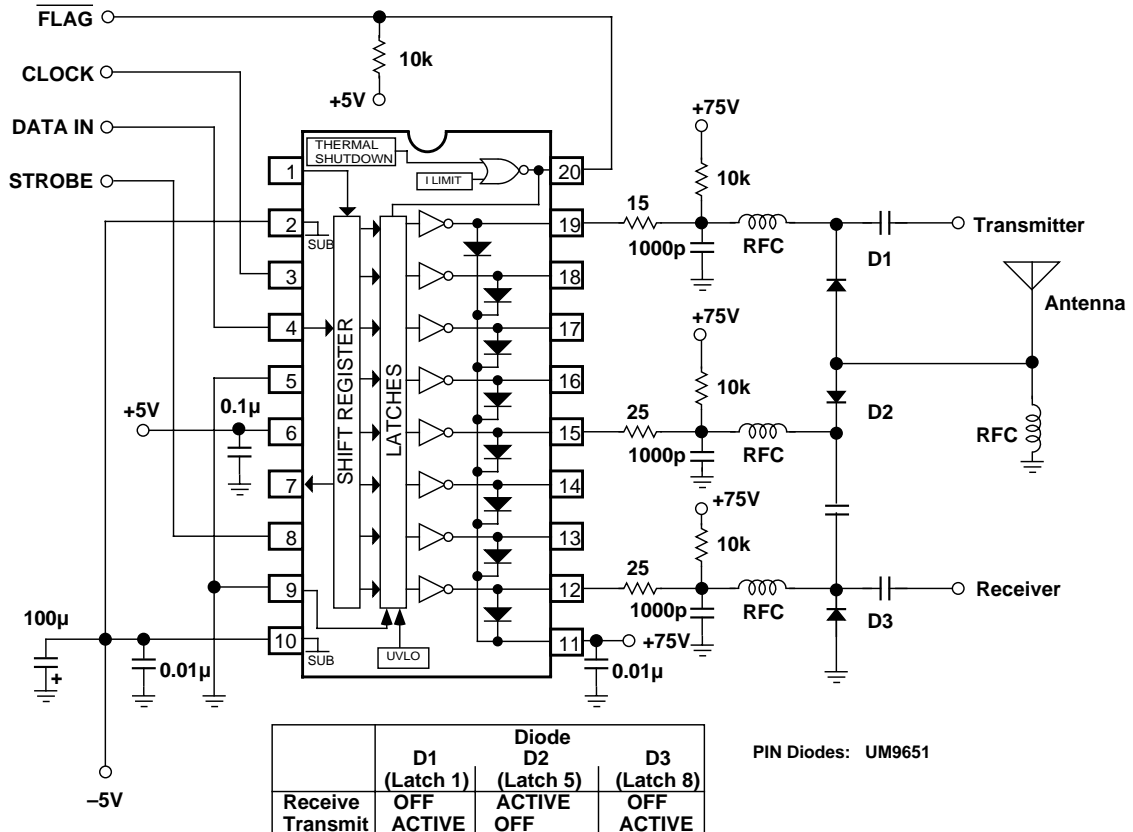 FLAG
CLOCK
DATA IN
STROBE
10k
+5V
THERMAL
SHUTDOWN
I LIMIT
1
2
3
4
5
6
7
8
9
10
SUB
SUB
SHIFT REGISTER
LATCHES
UVLO
20
19
18
17
16
15
14
13
12
11
+5V
0.1µ
100µ
+
0.01µ
–5V
+75V
10k
15
1000p
RFC
D1
Transmitter
Antenna
+75V
10k
25
1000p
RFC
D2
RFC
+75V
10k
25
1000p
RFC
D3
Receiver
+75V
0.01µ
Diode
D1 D2 D3
(Latch 1) (Latch 5) (Latch 8)
Receive OFF ACTIVE OFF
Transmit ACTIVE OFF ACTIVE
PIN Diodes: UM9651